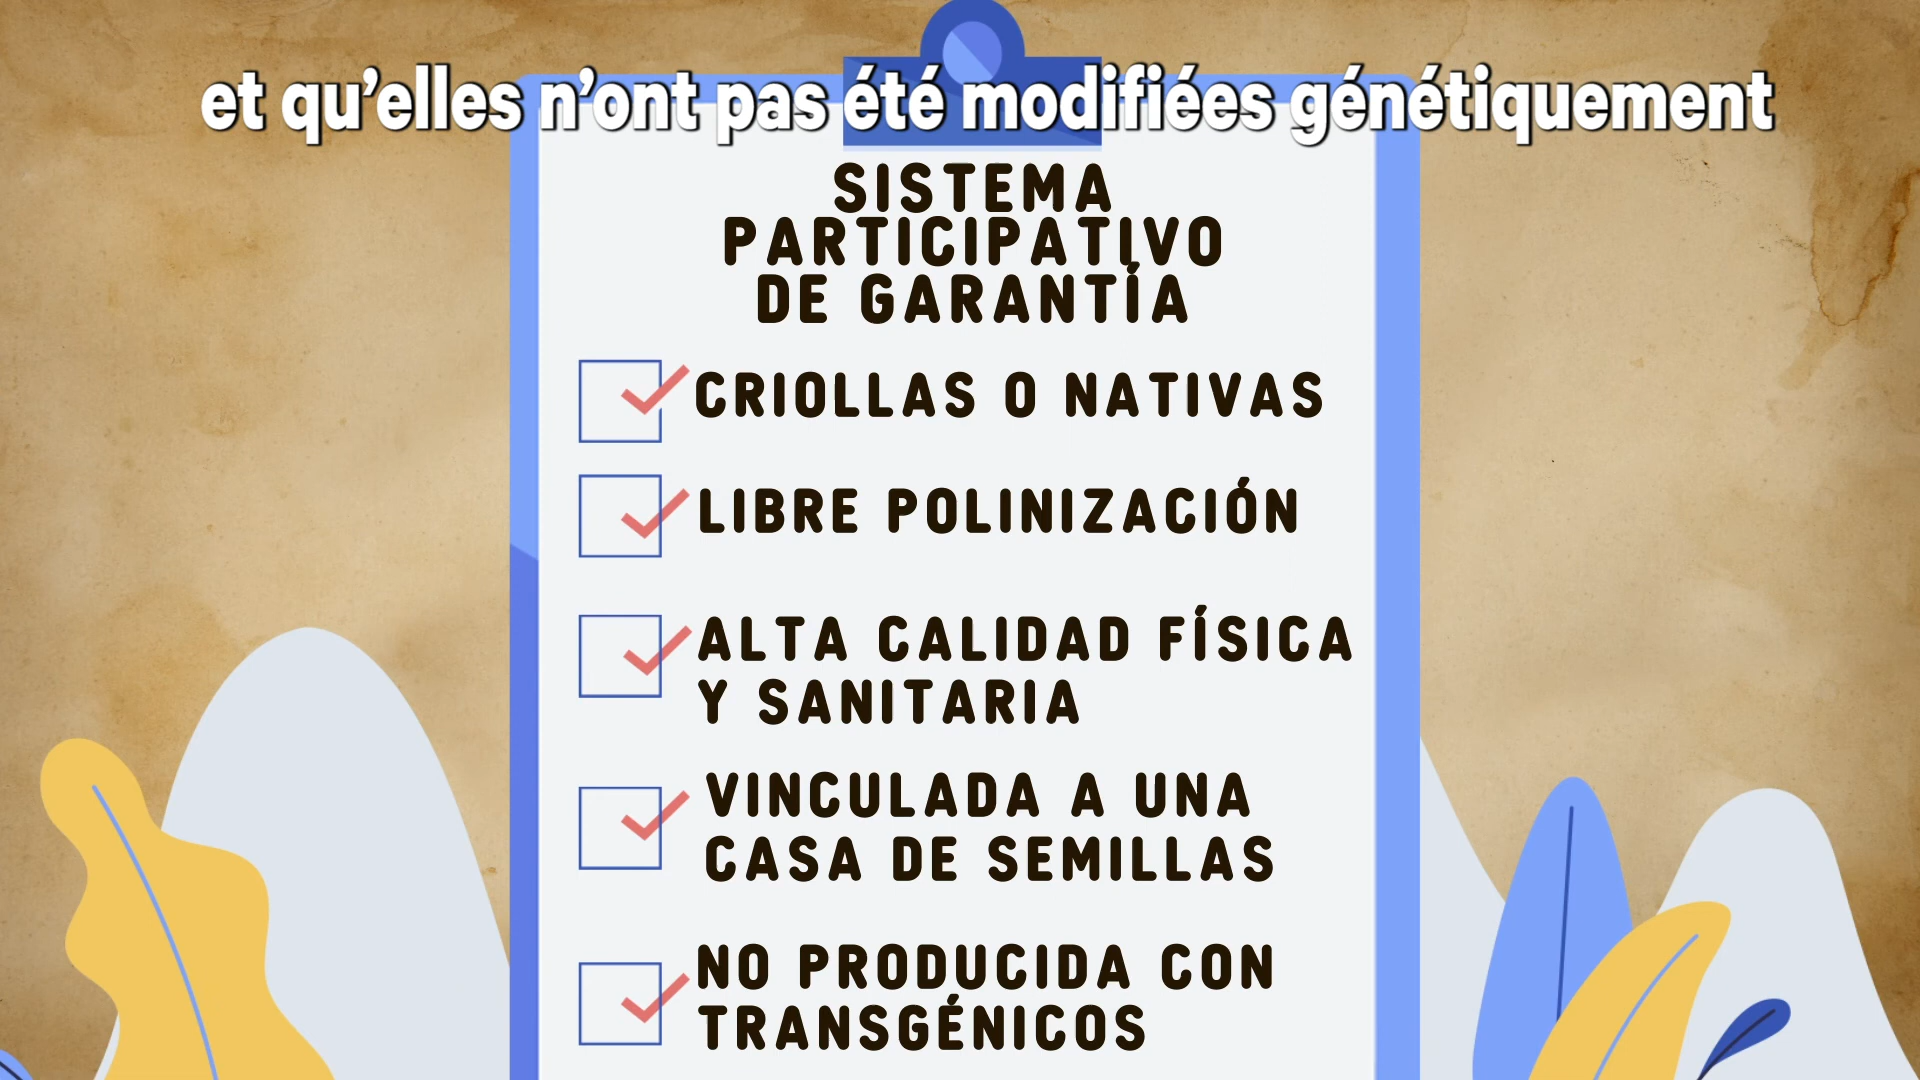 et qu'elles n'ont pas été modifiées génétiquement
SISTEMA
PARTICIPATIVO
DE GARANTÍA
CRIOLLAS O NATIVAS
LIBRE POLINIZACIÓN
ALTA CALIDAD FÍSICA
Y SANITARIA
VINCULADA A UNA
CASA DE SEMILLAS
NO PRODUCIDA CON
TRANSGÉNICOS